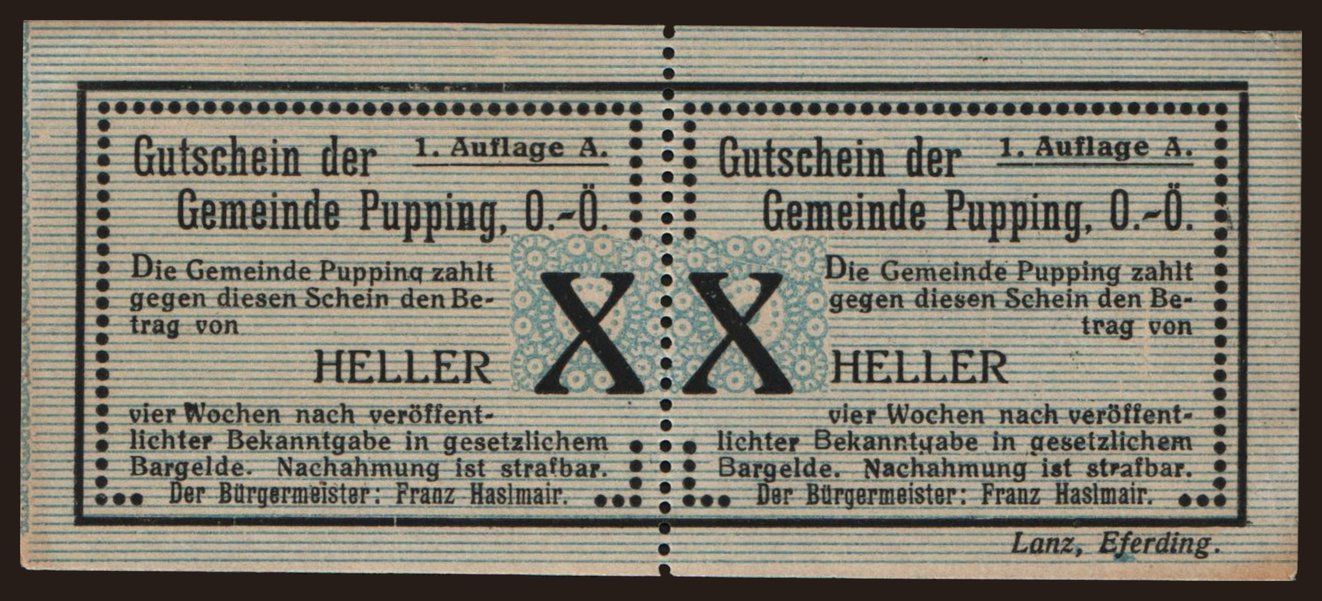 Gutschein der 1. Auflage A.
Gemeinde Pupping, O.-Ö.
Die Gemeinde Pupping zahlt
gegen diesen Schein den Be-
trag von
X
HELLER
vier Wochen nach veröffent-
lichter Bekanntgabe in gesetzlichem
Bargelde. Nachahmung ist strafbar.
Der Bürgermeister: Franz Haslmair.
Gutschein der 1. Auflage A.
Gemeinde Pupping, O.-Ö.
Die Gemeinde Pupping zahlt
gegen diesen Schein den Be-
trag von
X
HELLER
vier Wochen nach veröffent-
lichter Bekanntgabe in gesetzlichem
Bargelde. Nachahmung ist strafbar.
Der Bürgermeister: Franz Haslmair.
Lanz, Eferding.